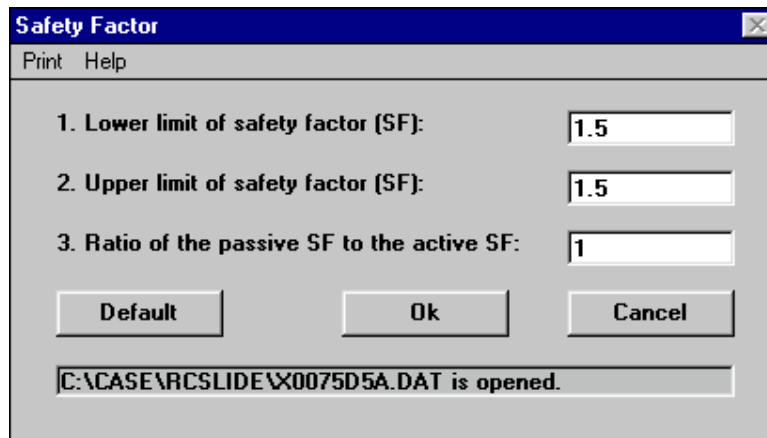 Safety Factor
Print Help
1. Lower limit of safety factor (SF): 1.5
2. Upper limit of safety factor (SF): 1.5
3. Ratio of the passive SF to the active SF: 1
Default Ok Cancel
C:\CASE\RCSLIDE\X0075D5A.DAT is opened.